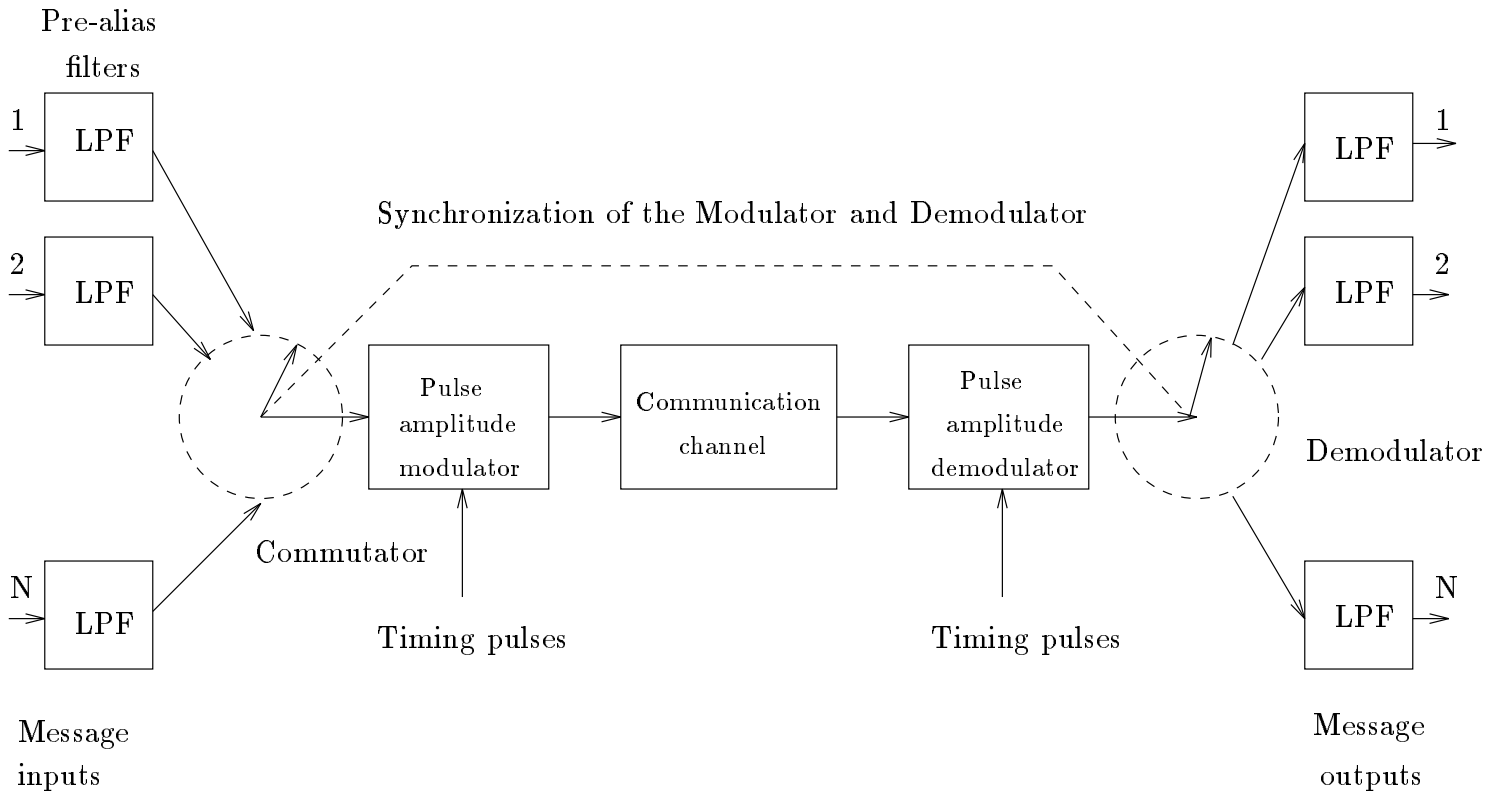 Pre-alias
filters
1
LPF
2
LPF
N
LPF
Message
inputs
Synchronization of the Modulator and Demodulator
Commutator
Pulse
amplitude
modulator
Timing pulses
Communication
channel
Pulse
amplitude
demodulator
Timing pulses
Demodulator
LPF
1
LPF
2
LPF
N
Message
outputs